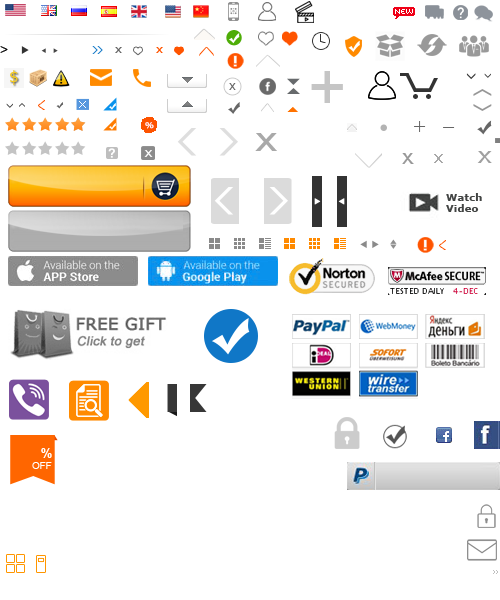 NEW
%
Watch
Video
Available on the
APP Store
Available on the
Google Play
Norton
SECURED
McAfee SECURE™
TESTED DAILY 4-DEC
FREE GIFT
Click to get
PayPal
WebMoney
Яндекс
деньги
iDEAL
SOFORT
ÜBERWEISUNG
Boleto Bancário
WESTERN
UNION
wire
transfer
%
OFF